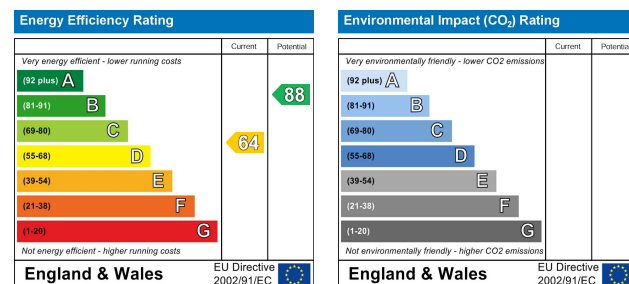 Energy Efficiency Rating
Current Potential
Very energy efficient - lower running costs
(92 plus) A
(81-91) B
88
(69-80) C
(55-68) D
64
(39-54) E
(21-38) F
(1-20) G
Not energy efficient - higher running costs
England & Wales
EU Directive
2002/91/EC
Environmental Impact (CO₂) Rating
Current Potential
Very environmentally friendly - lower CO2 emissions
(92 plus) A
(81-91) B
(69-80) C
(55-68) D
(39-54) E
(21-38) F
(1-20) G
Not environmentally friendly - higher CO2 emissions
England & Wales
EU Directive
2002/91/EC